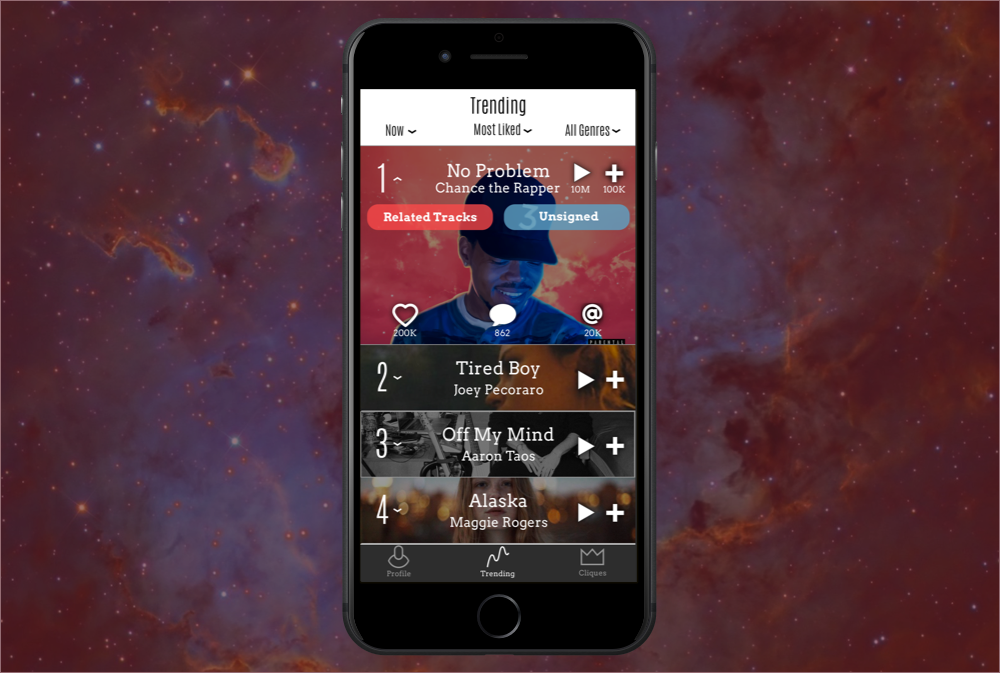 Trending
Now Most Liked All Genres
1 No Problem
Chance the Rapper 10M 100K
Related Tracks Unsigned
3
200K 862 20K
PARENTAL
2 Tired Boy
Joey Pecoraro
3 Off My Mind
Aaron Taos
4 Alaska
Maggie Rogers
Profile Trending Cliques